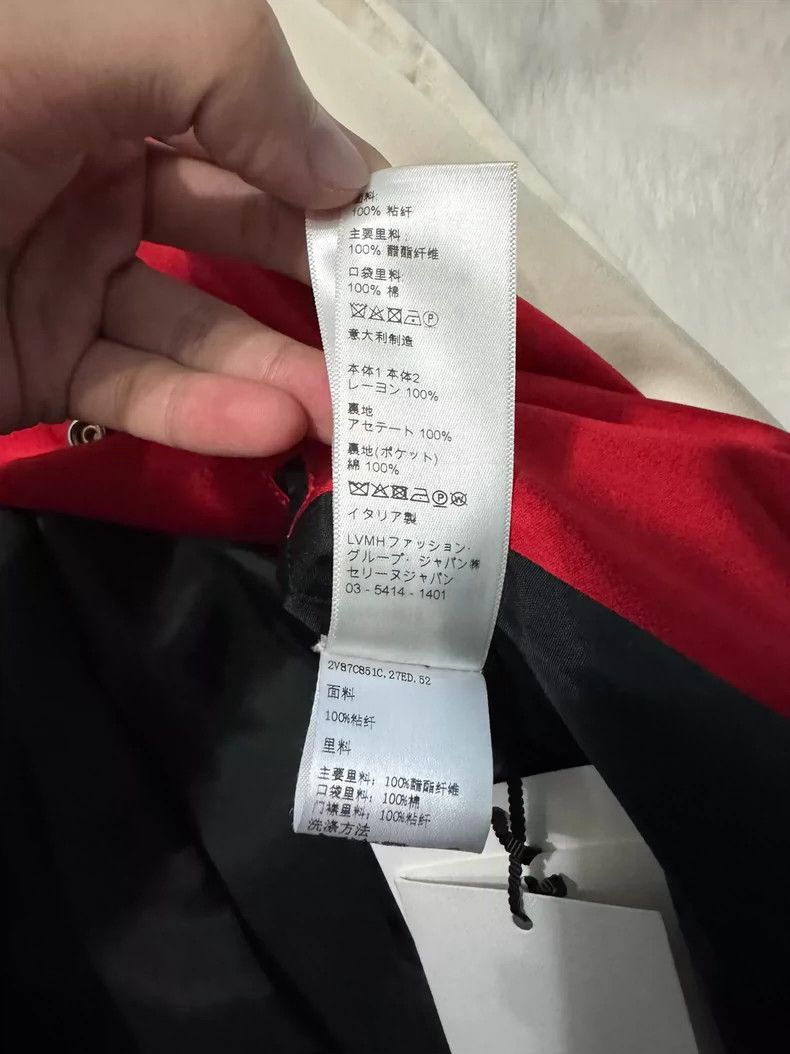 面料
100% 粘纤
主要里料
100% 醋酯纤维
口袋里料
100% 棉
P
意大利制造
本体1 本体2
レーヨン 100%
裏地
アセテート 100%
裏地(ポケット)
綿 100%
P W
イタリア製
LVMHファッション・
グループ・ジャパン㈱
セリーヌジャパン
03 - 5414 - 1401
2V87C851C.27ED.52
面料
100%粘纤
里料
主要里料: 100%醋酯纤维
口袋里料: 100%棉
门襟里料: 100%粘纤
洗涤方法